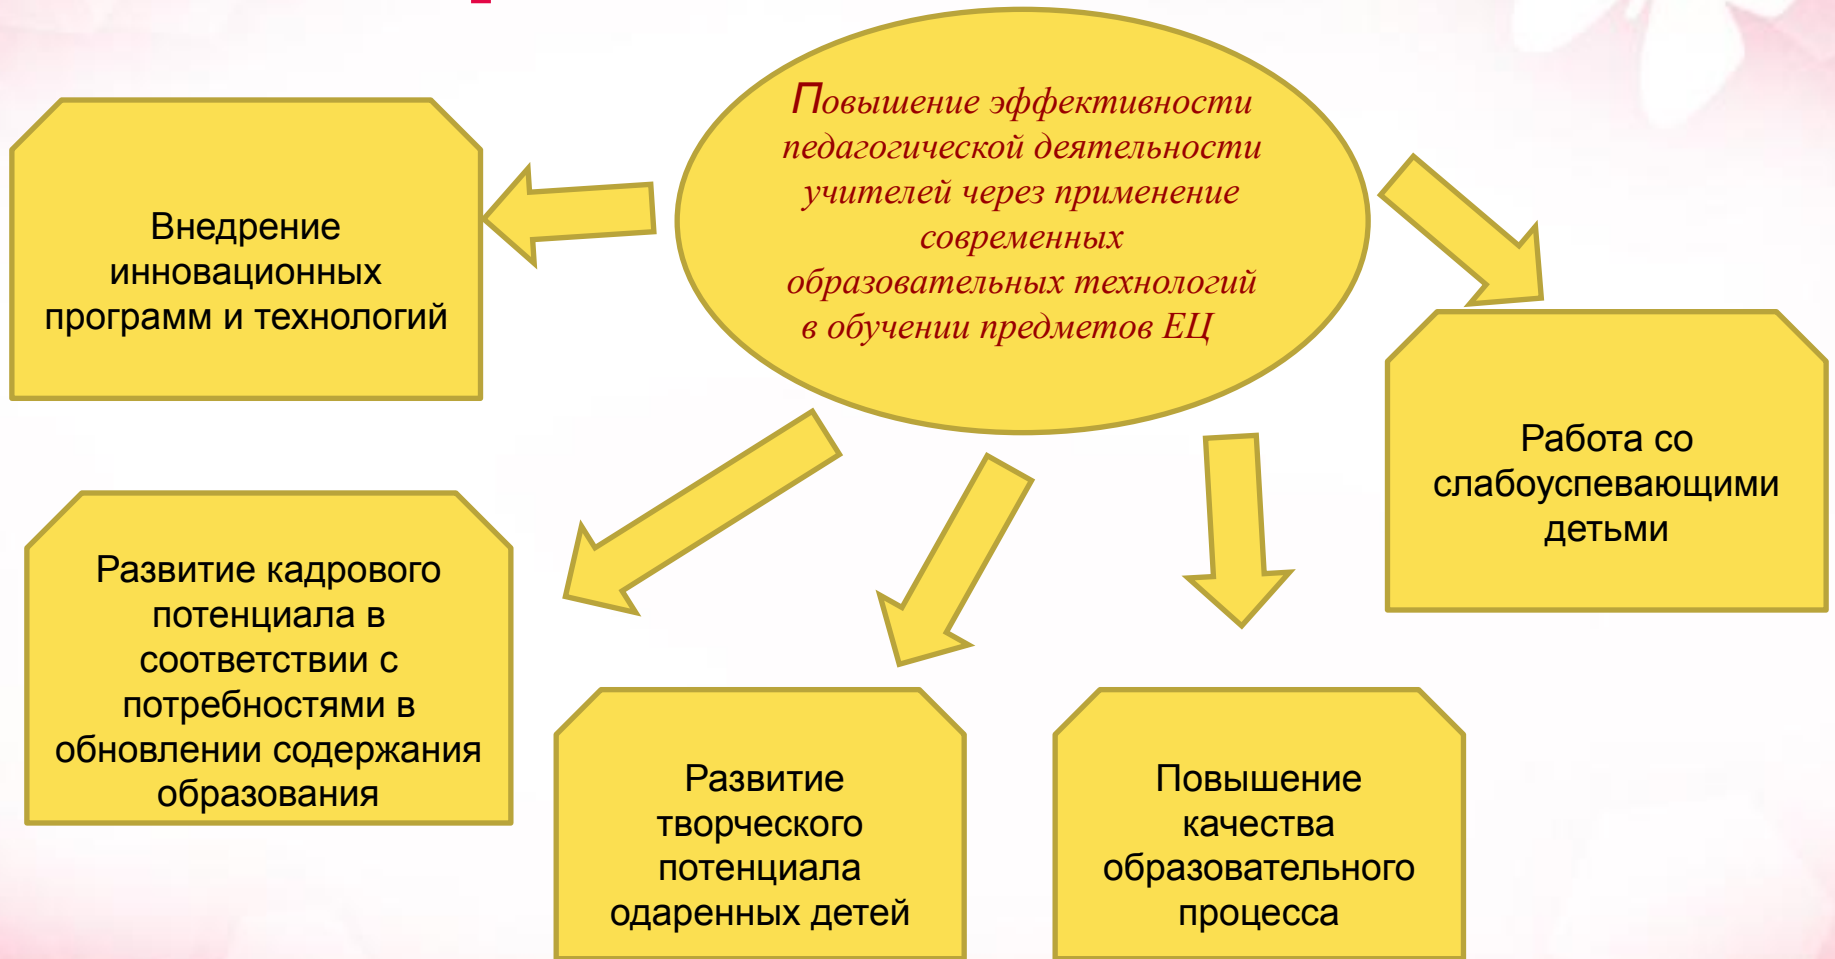 Повышение эффективности
педагогической деятельности
учителей через применение
современных
образовательных технологий
в обучении предметов ЕЦ
Внедрение
инновационных
программ и технологий
Работа со
слабоуспевающими
детьми
Развитие кадрового
потенциала в
соответствии с
потребностями в
обновлении содержания
образования
Развитие
творческого
потенциала
одаренных детей
Повышение
качества
образовательного
процесса